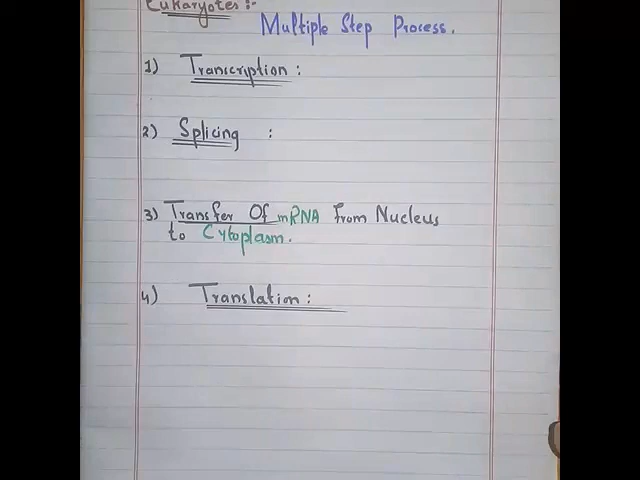 Eukaryotes :-
Multiple Step Process.
1) Transcription :
2) Splicing :
3) Transfer Of mRNA From Nucleus
to Cytoplasm.
4) Translation :